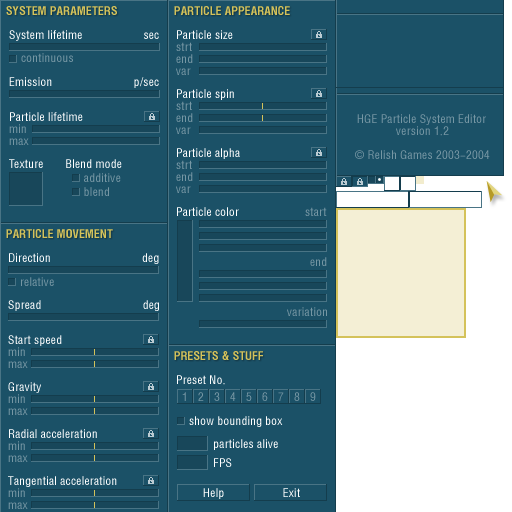 SYSTEM PARAMETERS
System lifetime sec
continuous
Emission p/sec
Particle lifetime
min
max
Texture Blend mode
additive
blend
PARTICLE MOVEMENT
Direction deg
relative
Spread deg
Start speed
min
max
Gravity
min
max
Radial acceleration
min
max
Tangential acceleration
min
max
PARTICLE APPEARANCE
Particle size
strt
end
var
Particle spin
strt
end
var
Particle alpha
strt
end
var
Particle color start
end
variation
PRESETS & STUFF
Preset No.
1 2 3 4 5 6 7 8 9
show bounding box
particles alive
FPS
Help Exit
HGE Particle System Editor
version 1.2
© Relish Games 2003-2004